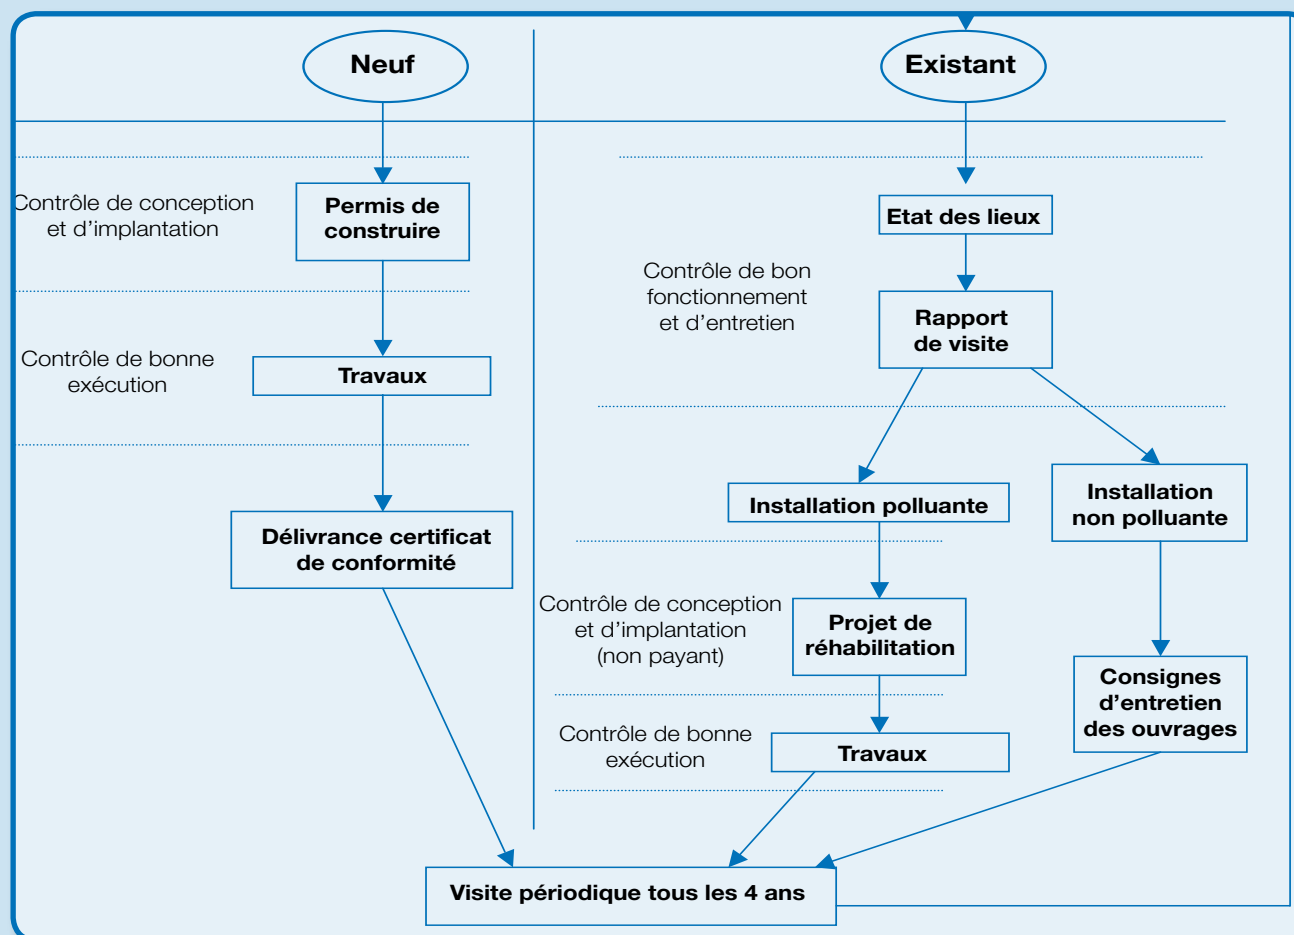 Neuf
Existant
Contrôle de conception
et d’implantation
Permis de
construire
Contrôle de bonne
exécution
Travaux
Délivrance certificat
de conformité
Etat des lieux
Contrôle de bon
fonctionnement
et d’entretien
Rapport
de visite
Installation polluante
Installation
non polluante
Contrôle de conception
et d’implantation
(non payant)
Projet de
réhabilitation
Consignes
d’entretien
des ouvrages
Contrôle de bonne
exécution
Travaux
Visite périodique tous les 4 ans